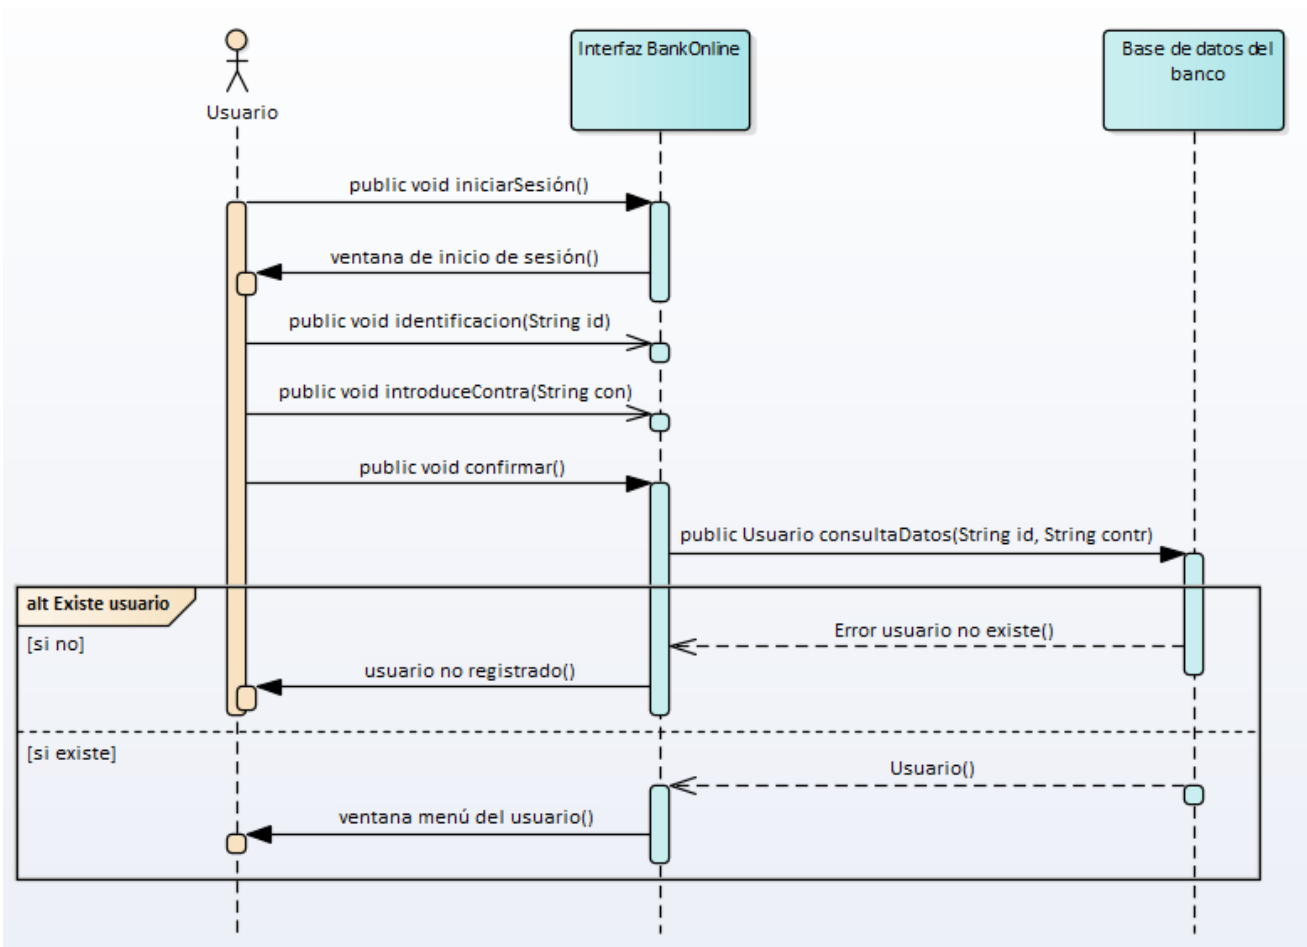 Interfaz BankOnline
Base de datos del
banco
Usuario
public void iniciarSesión()
ventana de inicio de sesión()
public void identificacion(String id)
public void introduceContra(String con)
public void confirmar()
public Usuario consultaDatos(String id, String contr)
alt Existe usuario
[si no]
Error usuario no existe()
usuario no registrado()
[si existe]
Usuario()
ventana menú del usuario()